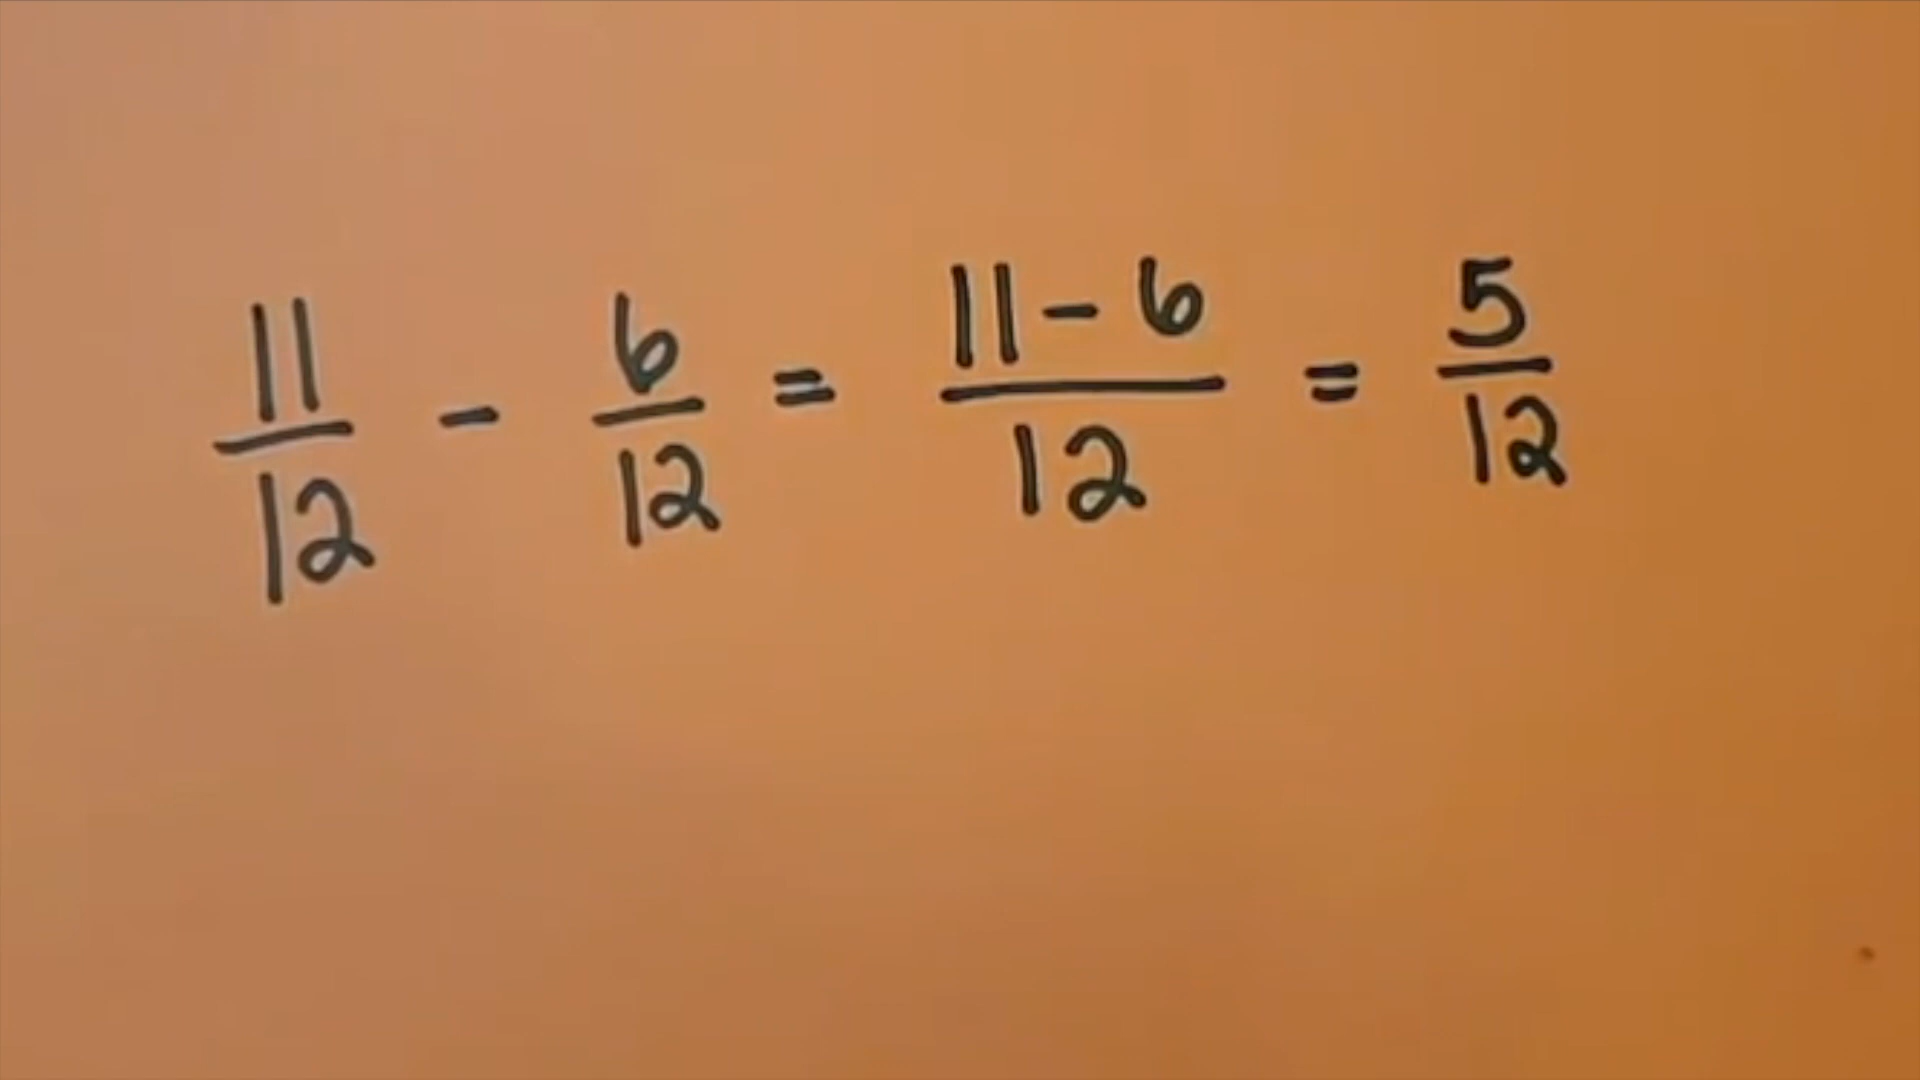 11/12 - 6/12 = 11-6/12 = 5/12